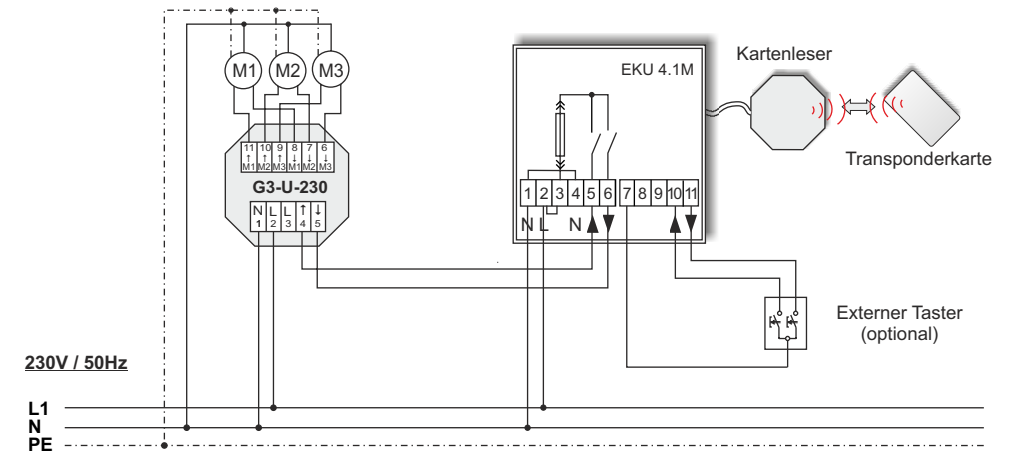 Kartenleser
EKU 4.1M
M1 M2 M3
Transponderkarte
11 10 9 8 7 6
↑ ↑ ↑ ↓ ↓ ↓
M1 M2 M3 M1 M2 M3
G3-U-230
N L L ↑ ↓
1 2 3 4 5
1 2 3 4 5 6 7 8 9 10 11
N L N
Externer Taster
(optional)
230V / 50Hz
L1
N
PE